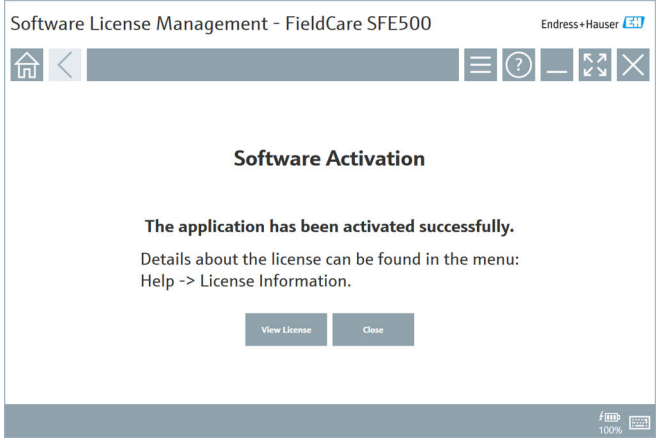 Software License Management - FieldCare SFE500
Endress+Hauser EH
?
Software Activation
The application has been activated successfully.
Details about the license can be found in the menu:
Help -> License Information.
View License
Close
100%